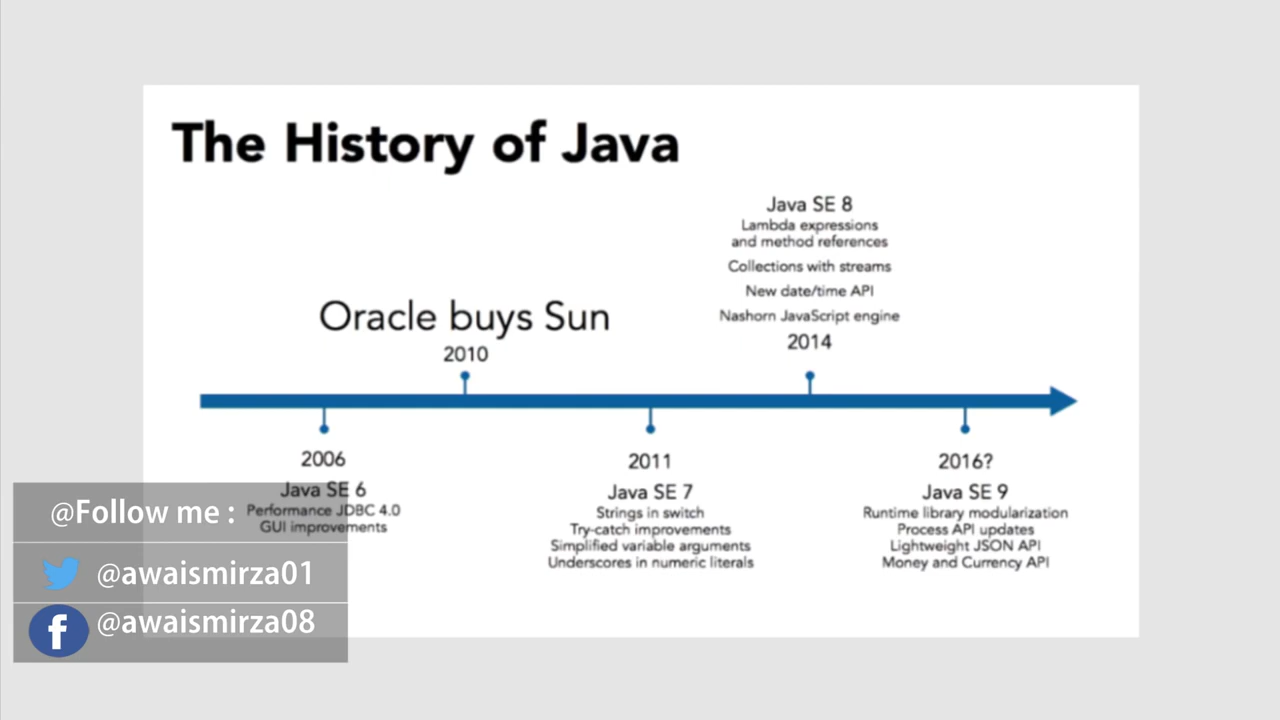 The History of Java
Java SE 8
Lambda expressions
and method references
Collections with streams
New date/time API
Nashorn JavaScript engine
2014
Oracle buys Sun
2010
2006
Java SE 6
Performance JDBC 4.0
GUI improvements
2011
Java SE 7
Strings in switch
Try-catch improvements
Simplified variable arguments
Underscores in numeric literals
2016?
Java SE 9
Runtime library modularization
Process API updates
Lightweight JSON API
Money and Currency API
@Follow me :
@awaismirza01
f
@awaismirza08